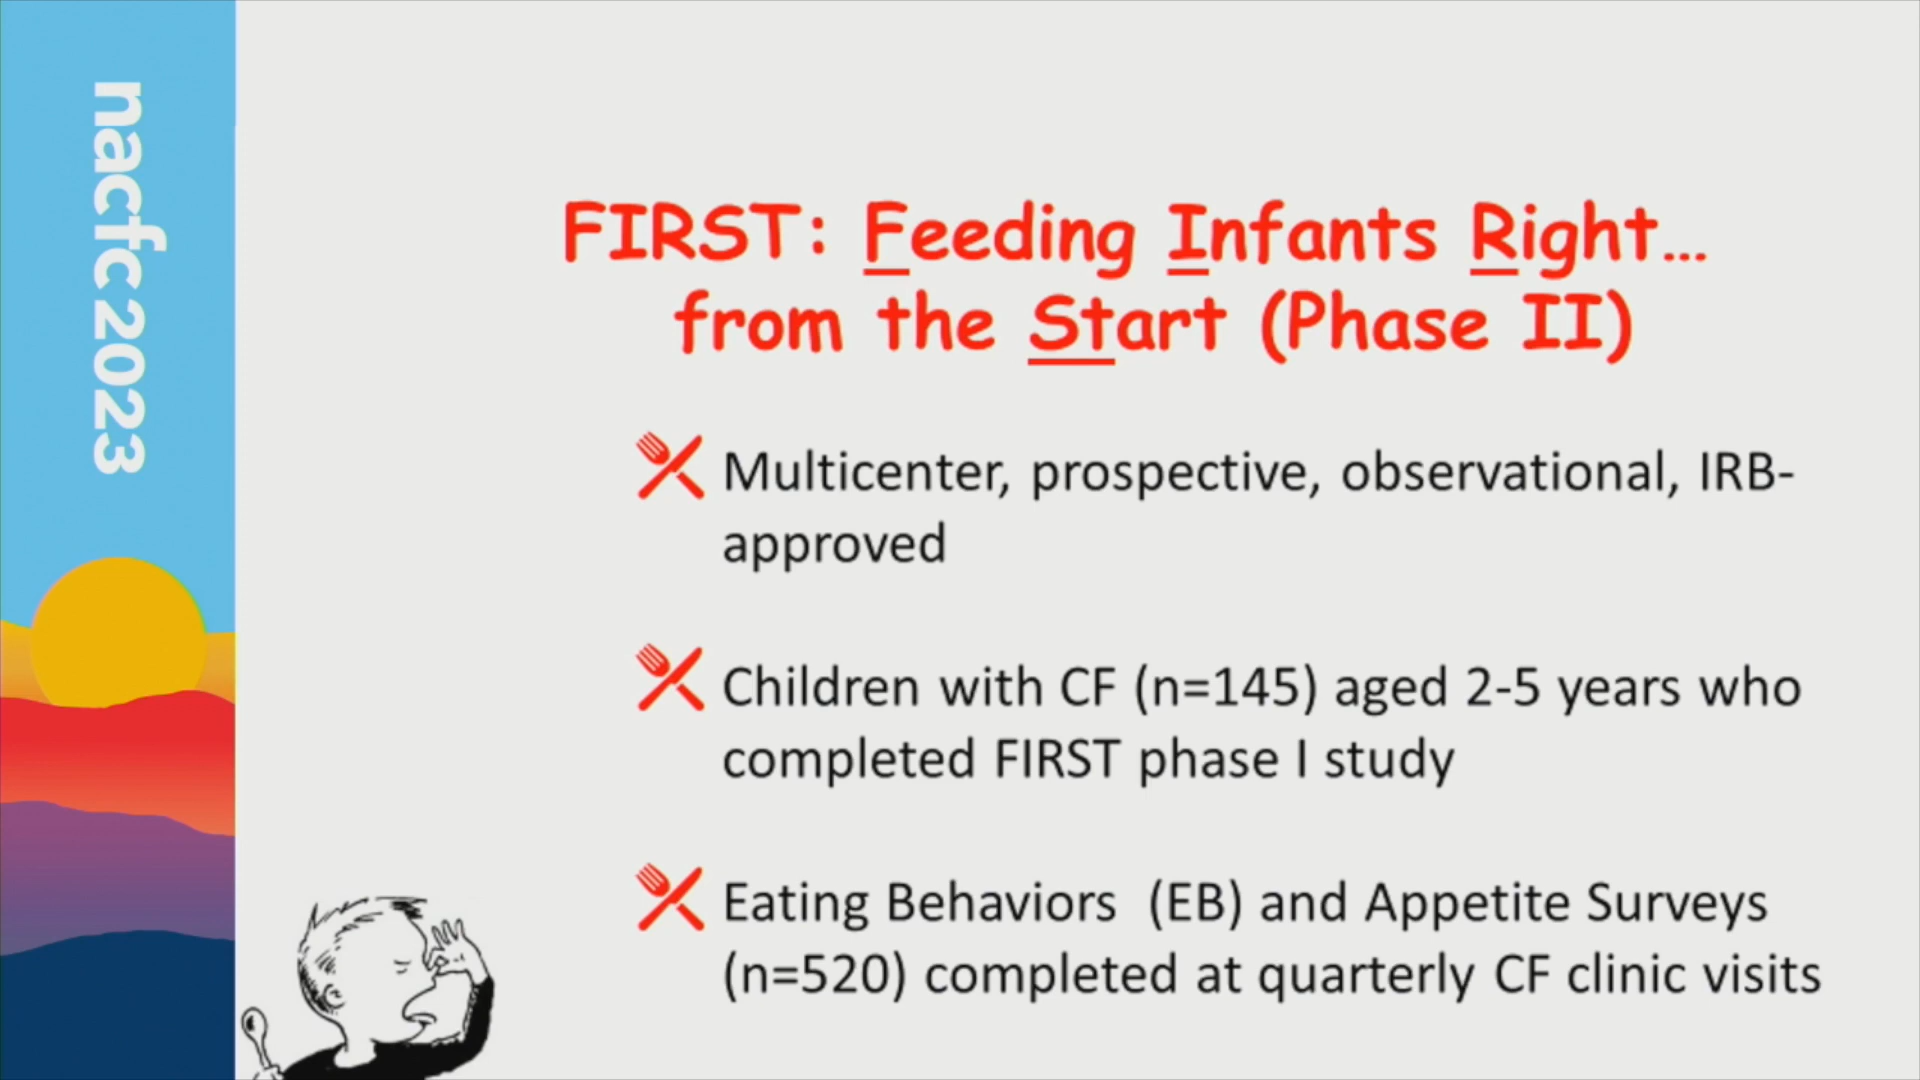 nacfc 2023
FIRST: Feeding Infants Right...
from the Start (Phase II)
Multicenter, prospective, observational, IRB-
approved
Children with CF (n=145) aged 2-5 years who
completed FIRST phase I study
Eating Behaviors (EB) and Appetite Surveys
(n=520) completed at quarterly CF clinic visits